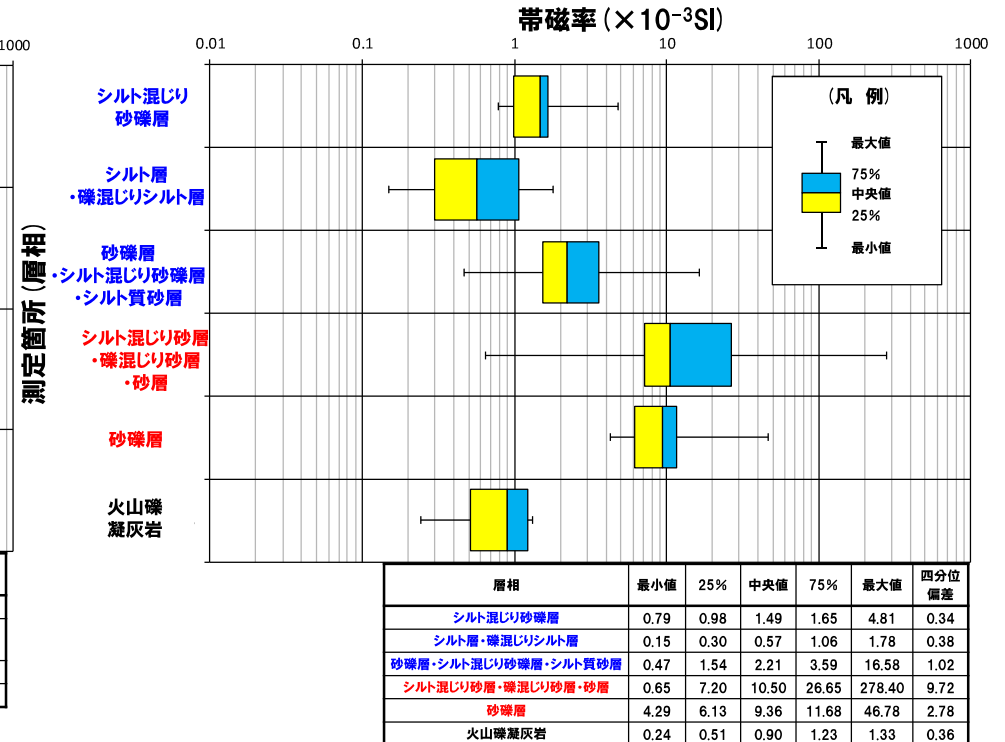 帯磁率(×10⁻³SI)
1000
0.01 0.1 1 10 100 1000
測定箇所(層相)
シルト混じり
砂礫層
シルト層
・礫混じりシルト層
砂礫層
・シルト混じり砂礫層
・シルト質砂層
シルト混じり砂層
・礫混じり砂層
・砂層
砂礫層
火山礫
凝灰岩
(凡 例)
最大値
75%
中央値
25%
最小値
層相 最小値 25% 中央値 75% 最大値 四分位
偏差
シルト混じり砂礫層 0.79 0.98 1.49 1.65 4.81 0.34
シルト層・礫混じりシルト層 0.15 0.30 0.57 1.06 1.78 0.38
砂礫層・シルト混じり砂礫層・シルト質砂層 0.47 1.54 2.21 3.59 16.58 1.02
シルト混じり砂層・礫混じり砂層・砂層 0.65 7.20 10.50 26.65 278.40 9.72
砂礫層 4.29 6.13 9.36 11.68 46.78 2.78
火山礫凝灰岩 0.24 0.51 0.90 1.23 1.33 0.36